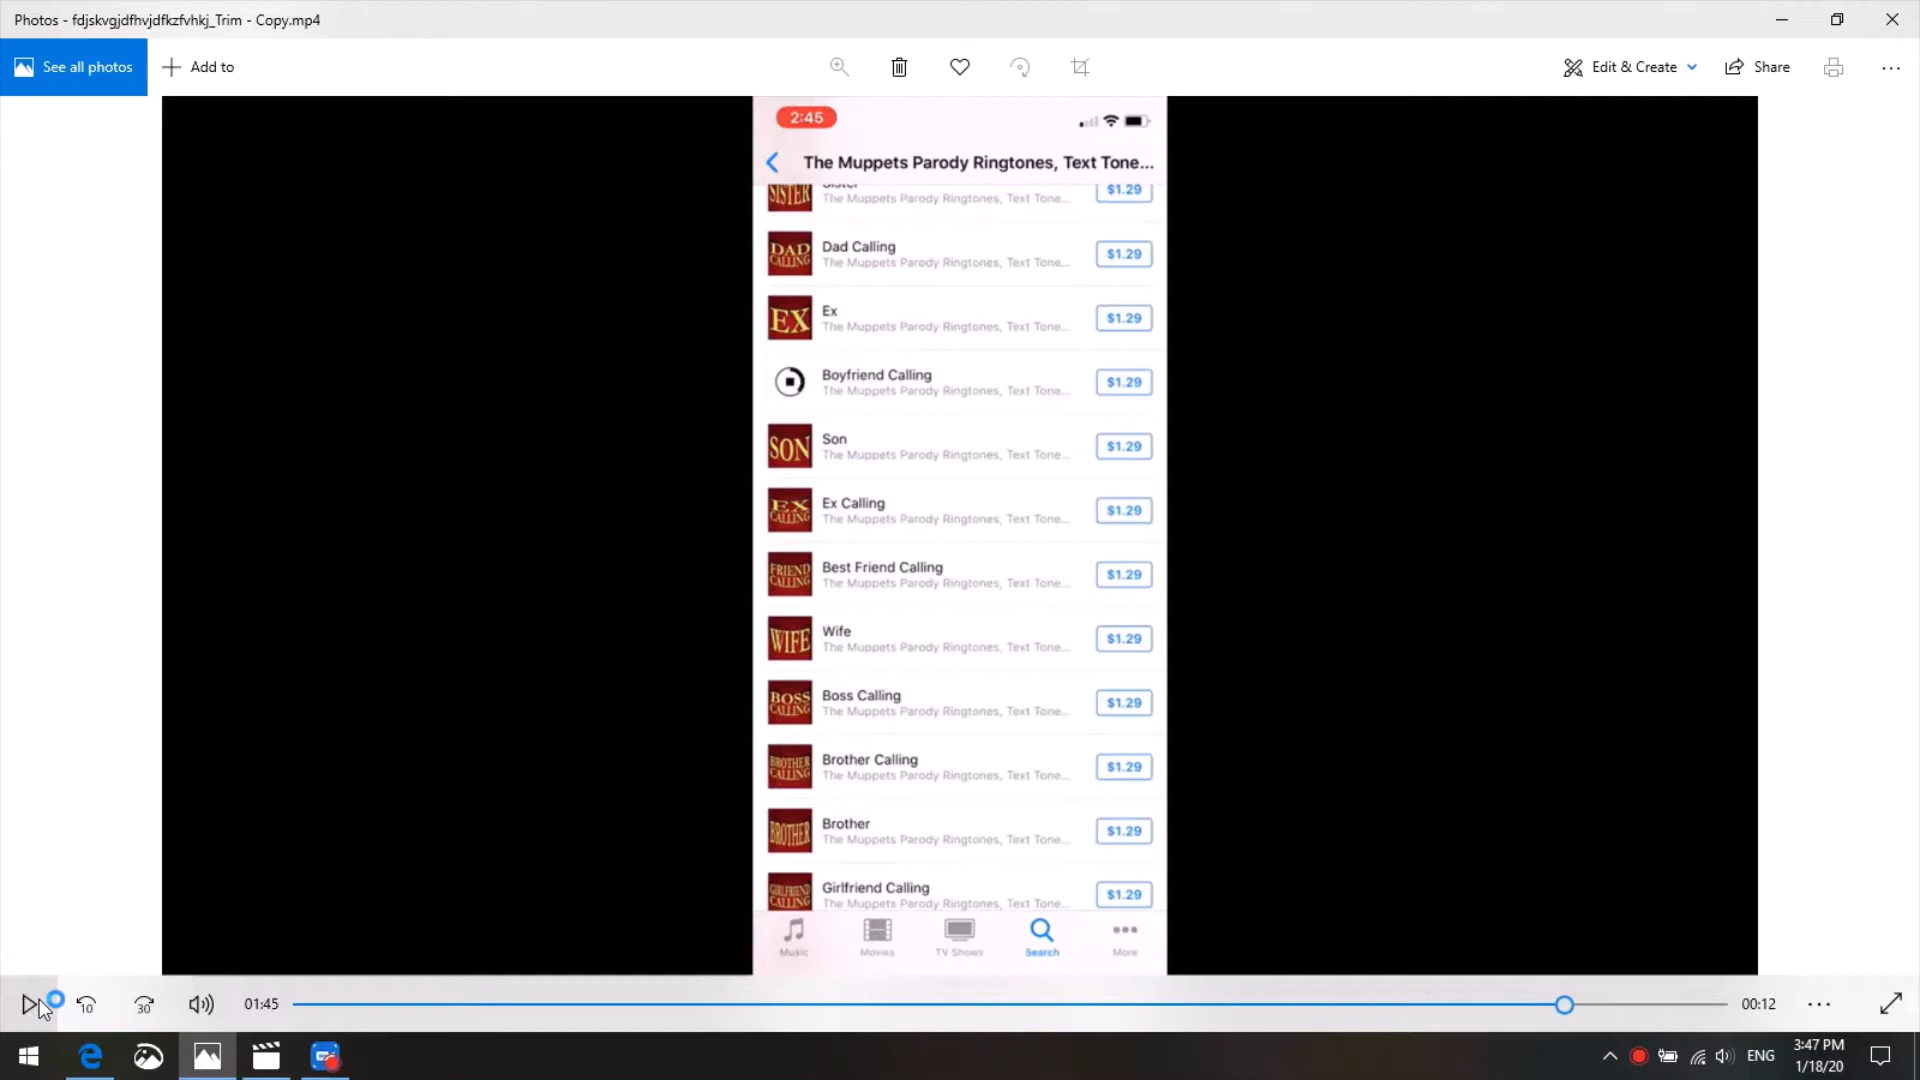 Photos - fdjskvgjdfhvjdfkzfvhkj_Trim - Copy.mp4
See all photos
Add to
Edit & Create
Share
2:45
The Muppets Parody Ringtones, Text Tone...
SISTER
Sister
The Muppets Parody Ringtones, Text Tone...
$1.29
DAD CALLING
Dad Calling
The Muppets Parody Ringtones, Text Tone...
$1.29
EX
Ex
The Muppets Parody Ringtones, Text Tone...
$1.29
Boyfriend Calling
The Muppets Parody Ringtones, Text Tone...
$1.29
SON
Son
The Muppets Parody Ringtones, Text Tone...
$1.29
EX CALLING
Ex Calling
The Muppets Parody Ringtones, Text Tone...
$1.29
FRIEND CALLING
Best Friend Calling
The Muppets Parody Ringtones, Text Tone...
$1.29
WIFE
Wife
The Muppets Parody Ringtones, Text Tone...
$1.29
BOSS CALLING
Boss Calling
The Muppets Parody Ringtones, Text Tone...
$1.29
BROTHER CALLING
Brother Calling
The Muppets Parody Ringtones, Text Tone...
$1.29
BROTHER
Brother
The Muppets Parody Ringtones, Text Tone...
$1.29
GIRLFRIEND CALLING
Girlfriend Calling
The Muppets Parody Ringtones, Text Tone...
$1.29
Music
Movies
TV Shows
Search
More
10
30
01:45
00:12
ENG
3:47 PM
1/18/20